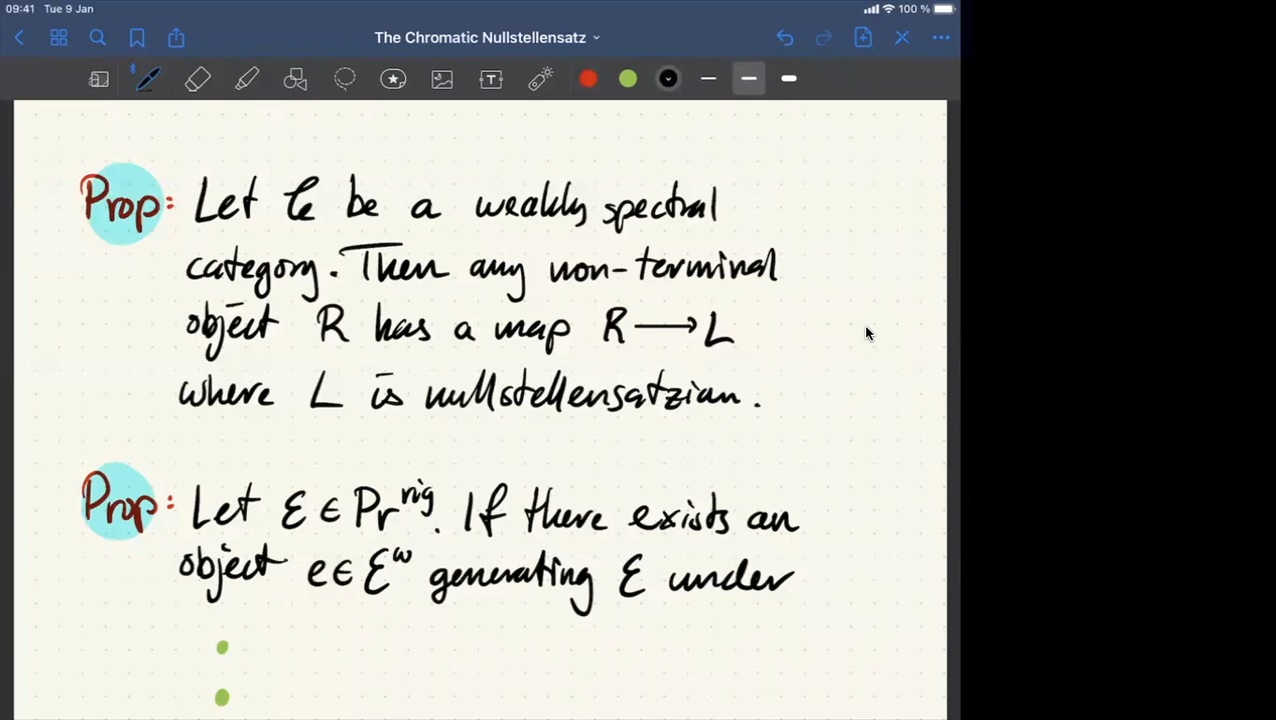 09:41 Tue 9 Jan 100 %
The Chromatic Nullstellensatz
Prop: Let 𝒞 be a weakly spectral
category. Then any non-terminal
object R has a map R ⟶ L
where L is nullstellensatzian.
Prop: Let ℰ ∈ Pr^rig. If there exists an
object e ∈ ℰ^ω generating ℰ under